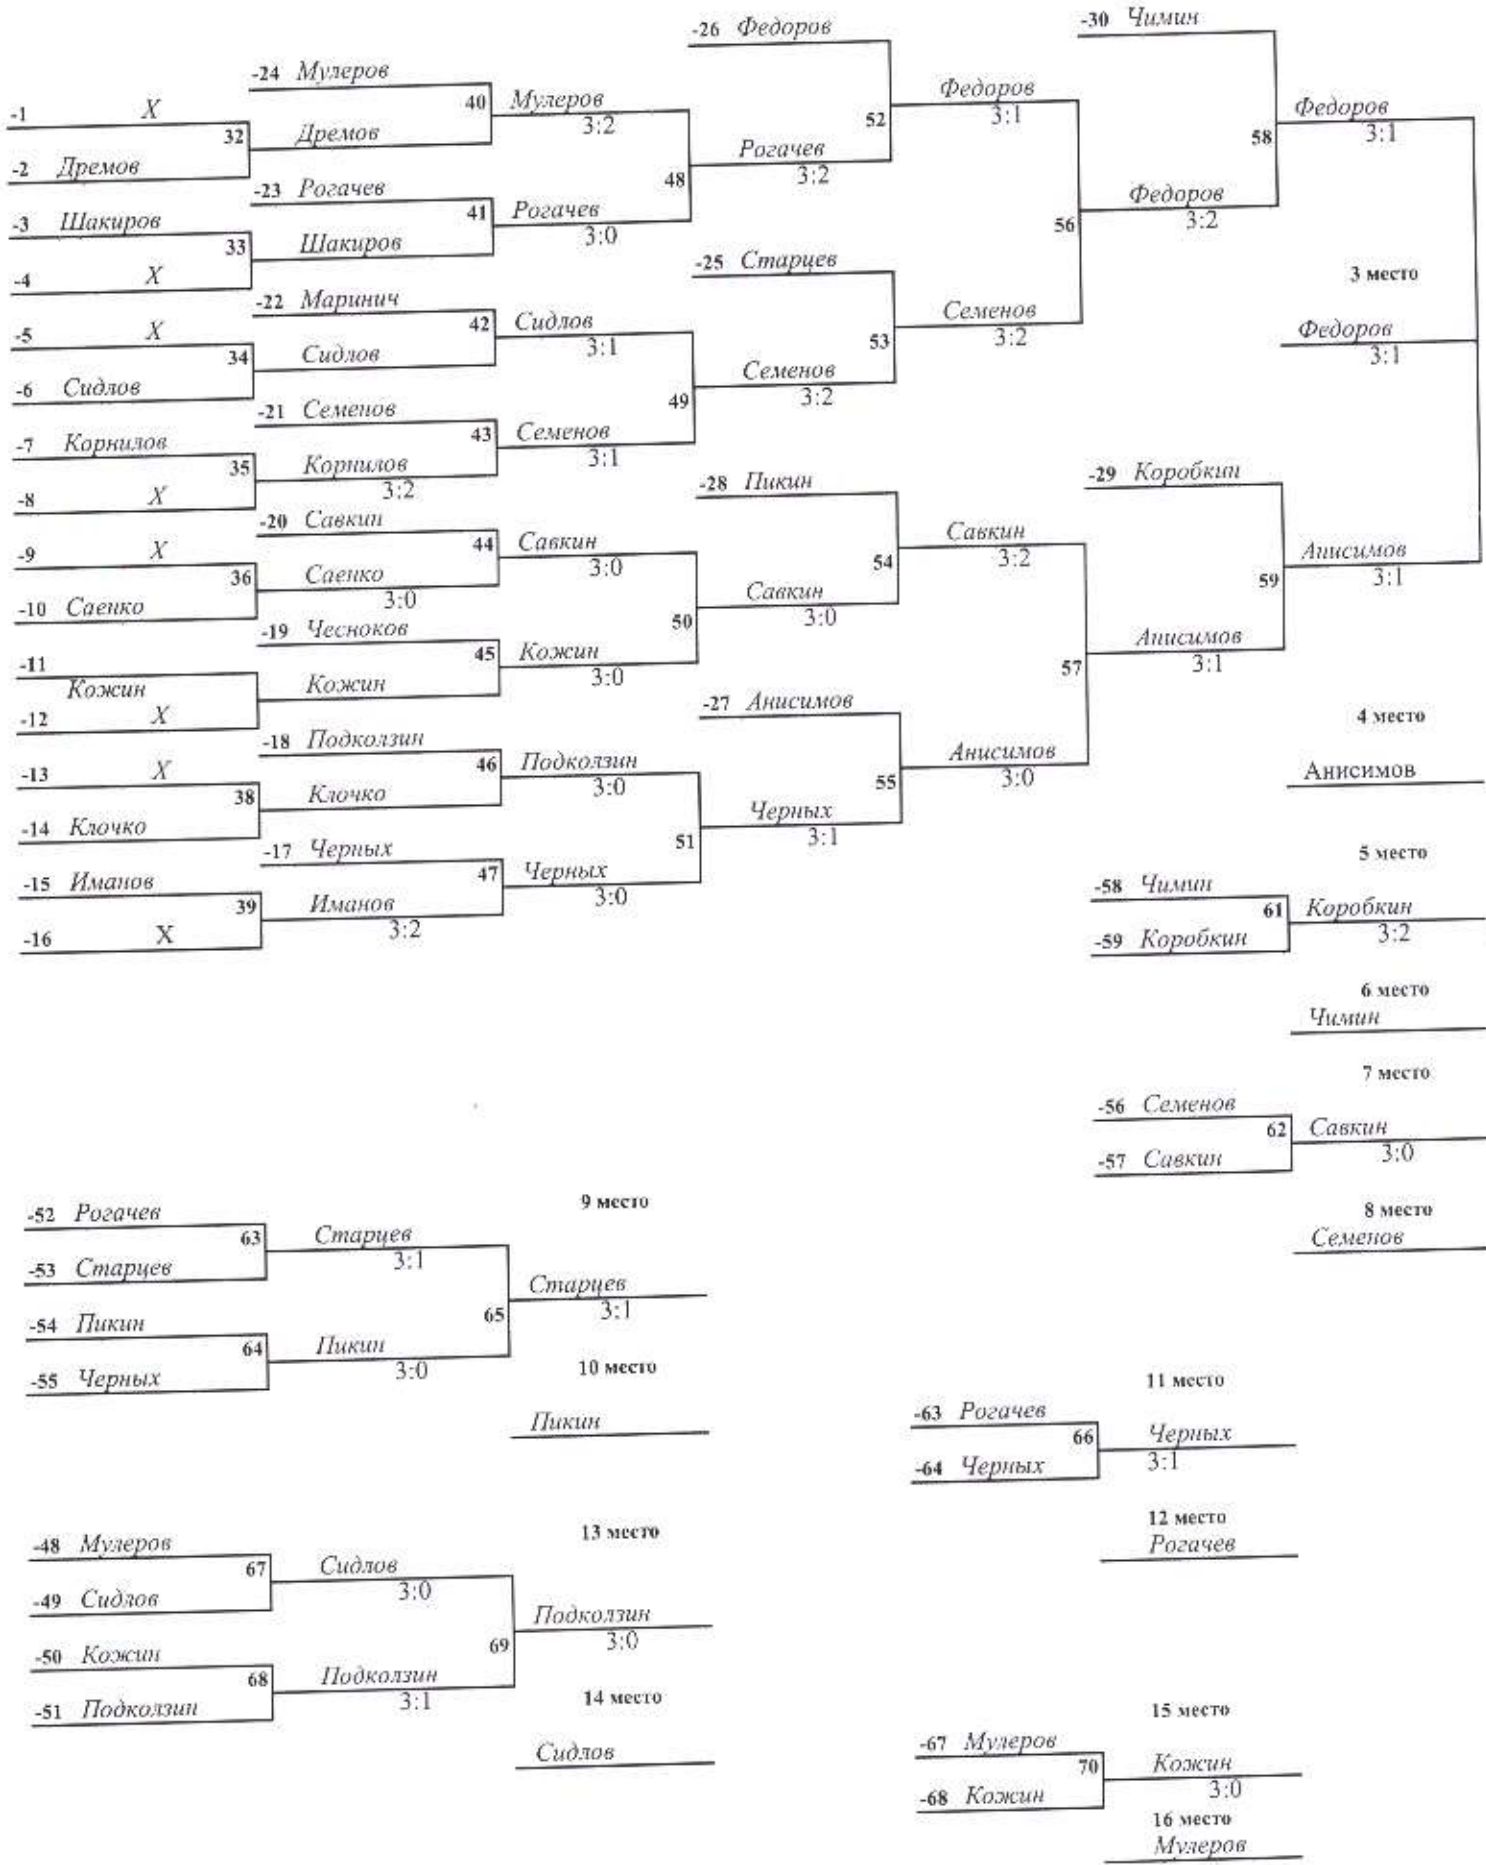 -26 Федоров
-30 Чимин
-24 Мулеров
-1 X
40
Мулеров
3:2
Федоров
3:1
Федоров
3:1
32
Дремов
52
58
-2 Дремов
Рогачев
3:2
-23 Рогачев
48
-3 Шакиров
41
Рогачев
3:0
Федоров
3:2
33
Шакиров
56
-4 X
-25 Старцев
3 место
-22 Маринич
-5 X
42
Сидлов
3:1
Семенов
3:2
Федоров
3:1
34
Сидлов
53
-6 Сидлов
Семенов
3:2
-21 Семенов
49
-7 Корнилов
43
Семенов
3:1
35
Корнилов
3:2
-8 X
-28 Пикин
-29 Коробкин
-20 Савкин
-9 X
44
Савкин
3:0
Савкин
3:2
Анисимов
3:1
36
Саенко
3:0
54
59
-10 Саенко
Савкин
3:0
-19 Чесноков
50
-11
45
Кожин
3:0
Анисимов
3:1
Кожин
Кожин
57
-12 X
-27 Анисимов
4 место
-18 Подколзин
-13 X
46
Подколзин
3:0
Анисимов
3:0
Анисимов
38
Клочко
55
-14 Клочко
Черных
3:1
-17 Черных
51
5 место
-15 Иманов
47
Черных
3:0
-58 Чимин
39
Иманов
3:2
61
Коробкин
3:2
-16 X
-59 Коробкин
6 место
Чимин
7 место
-56 Семенов
62
Савкин
3:0
-57 Савкин
8 место
Семенов
9 место
-52 Рогачев
63
Старцев
3:1
-53 Старцев
Старцев
3:1
-54 Пикин
65
64
Пикин
3:0
10 место
-55 Черных
Пикин
11 место
-63 Рогачев
66
Черных
3:1
-64 Черных
12 место
Рогачев
13 место
-48 Мулеров
67
Сидлов
3:0
-49 Сидлов
Подколзин
3:0
-50 Кожин
69
68
Подколзин
3:1
14 место
-51 Подколзин
Сидлов
15 место
-67 Мулеров
70
Кожин
3:0
-68 Кожин
16 место
Мулеров